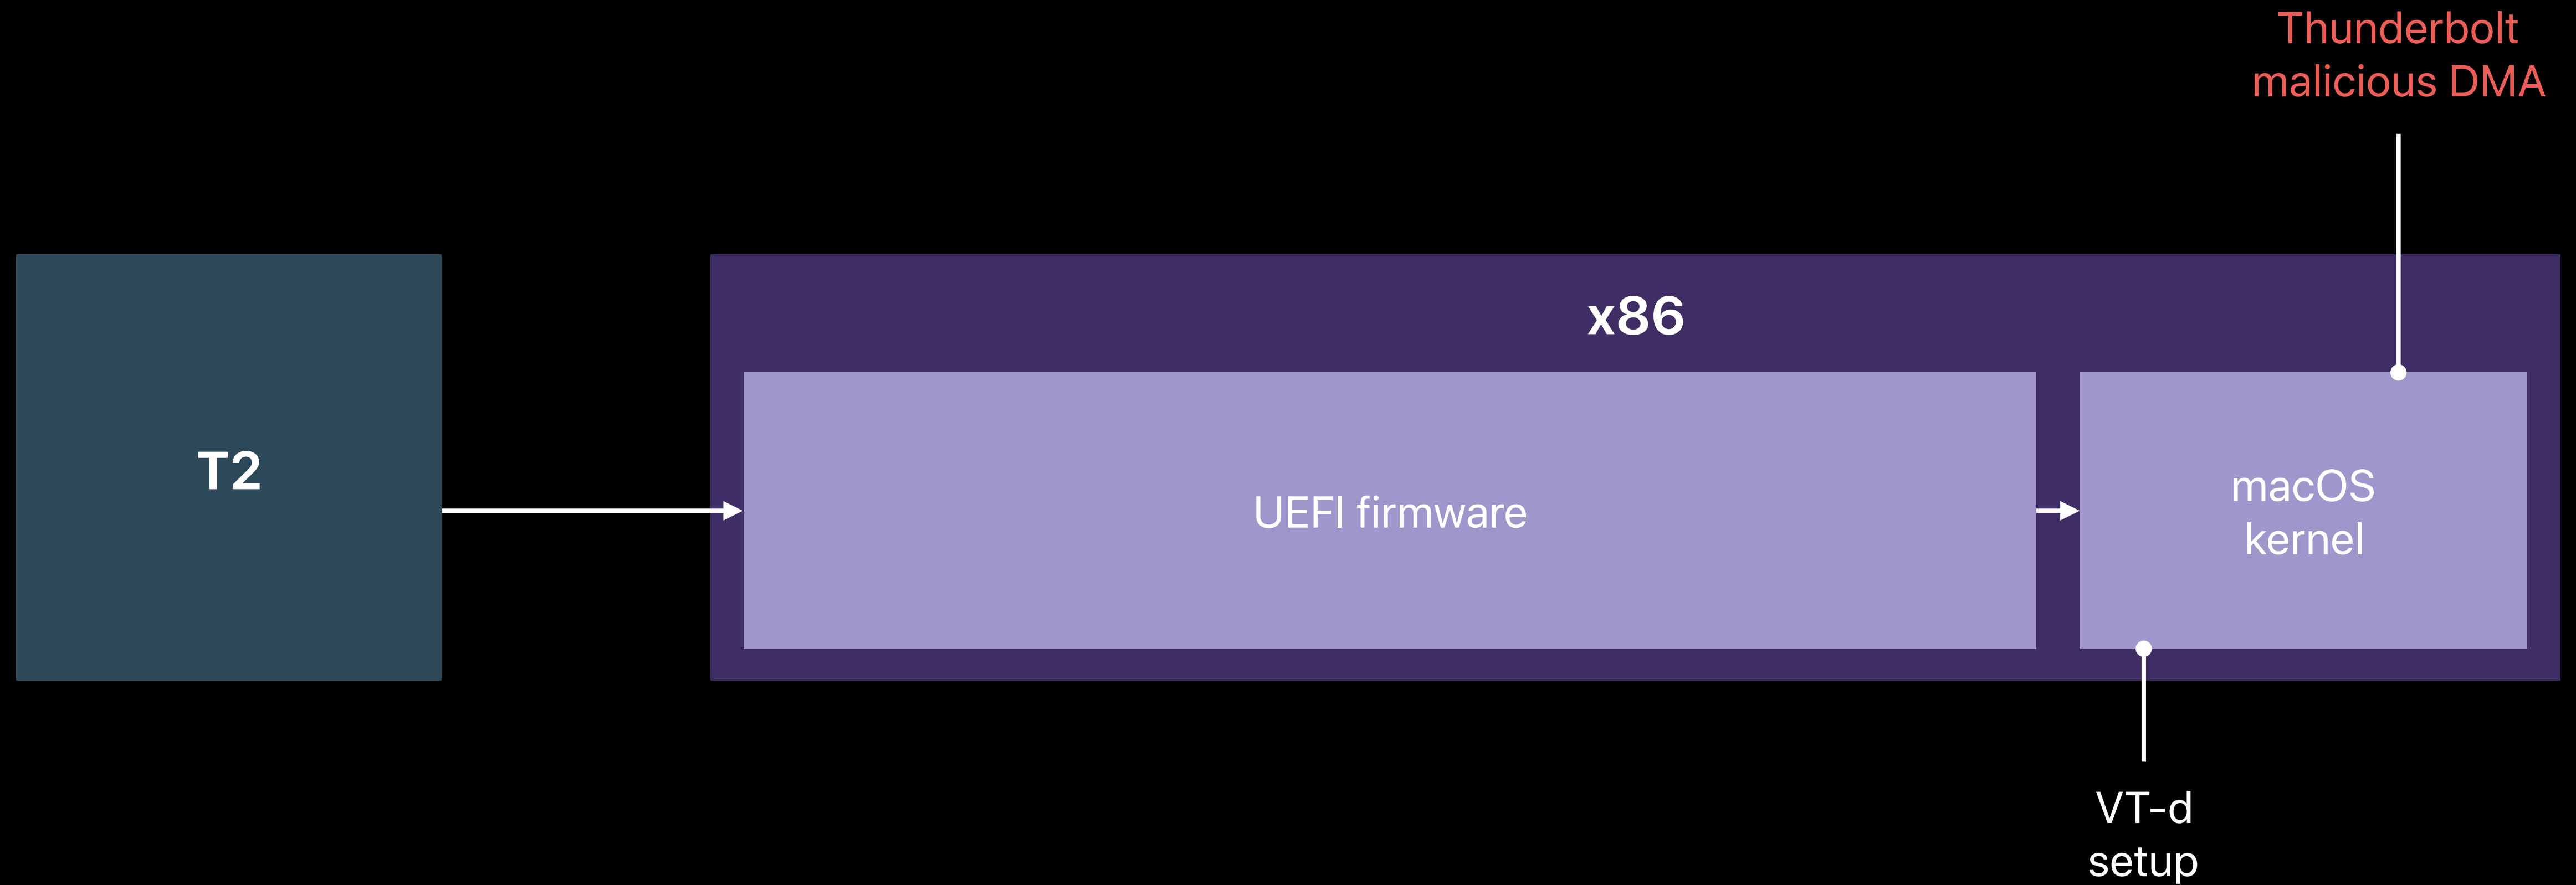 Thunderbolt
malicious DMA
x86
T2
UEFI firmware
macOS
kernel
VT-d
setup